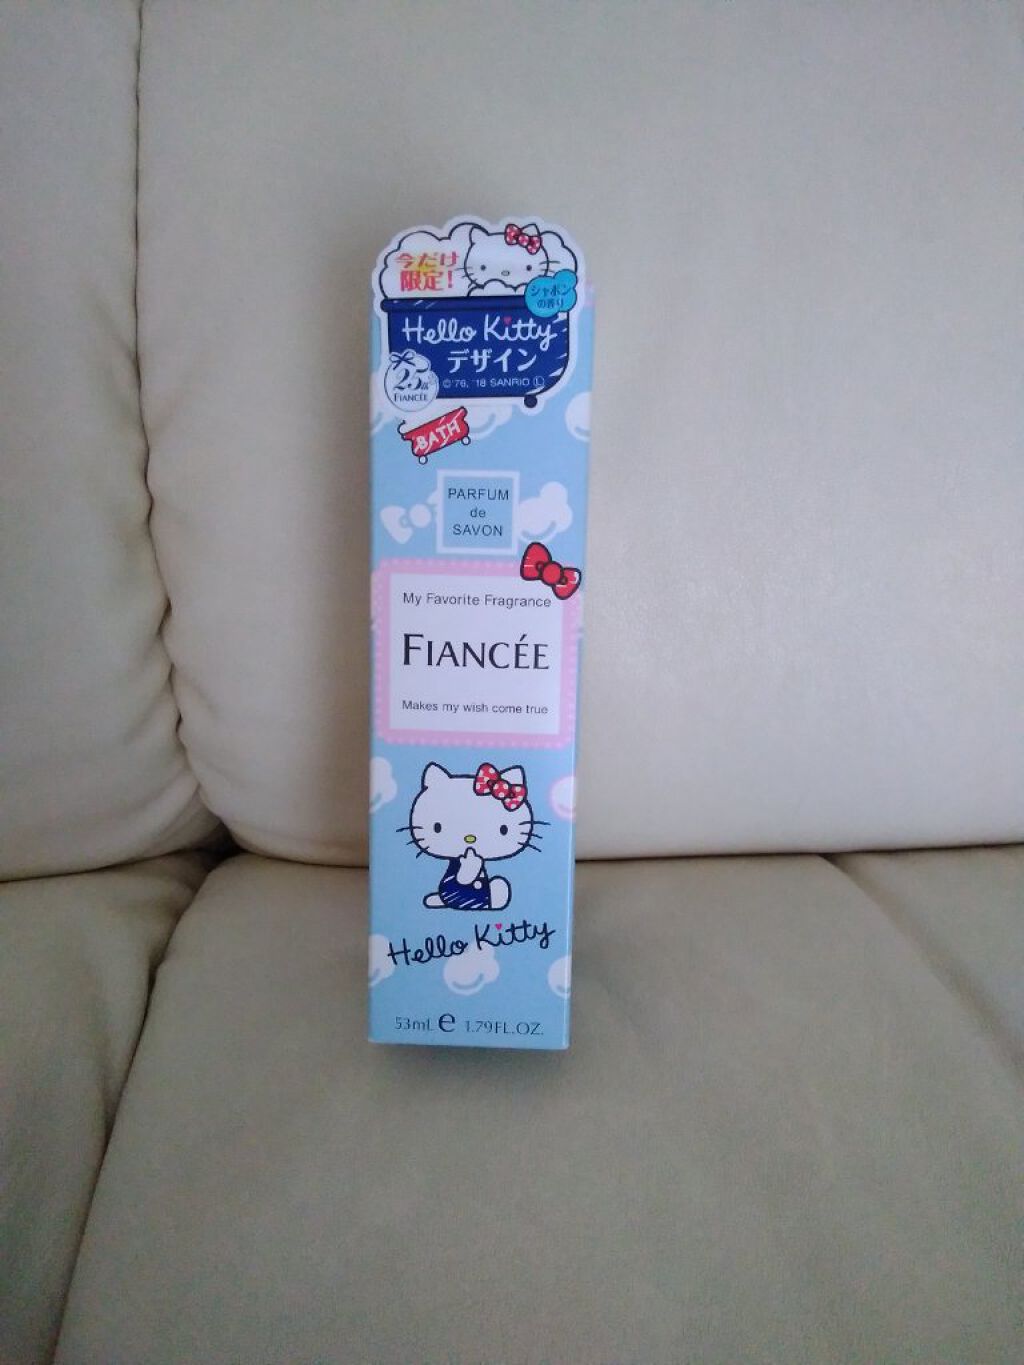 今だけ
限定!
シャボン
の香り
Hello Kitty
デザイン
25th
FIANCÉE
©'76, '18 SANRIO Ⓛ
BATH
PARFUM
de
SAVON
My Favorite Fragrance
FIANCÉE
Makes my wish come true
Hello Kitty
53mL ℮ 1.79FL.OZ.